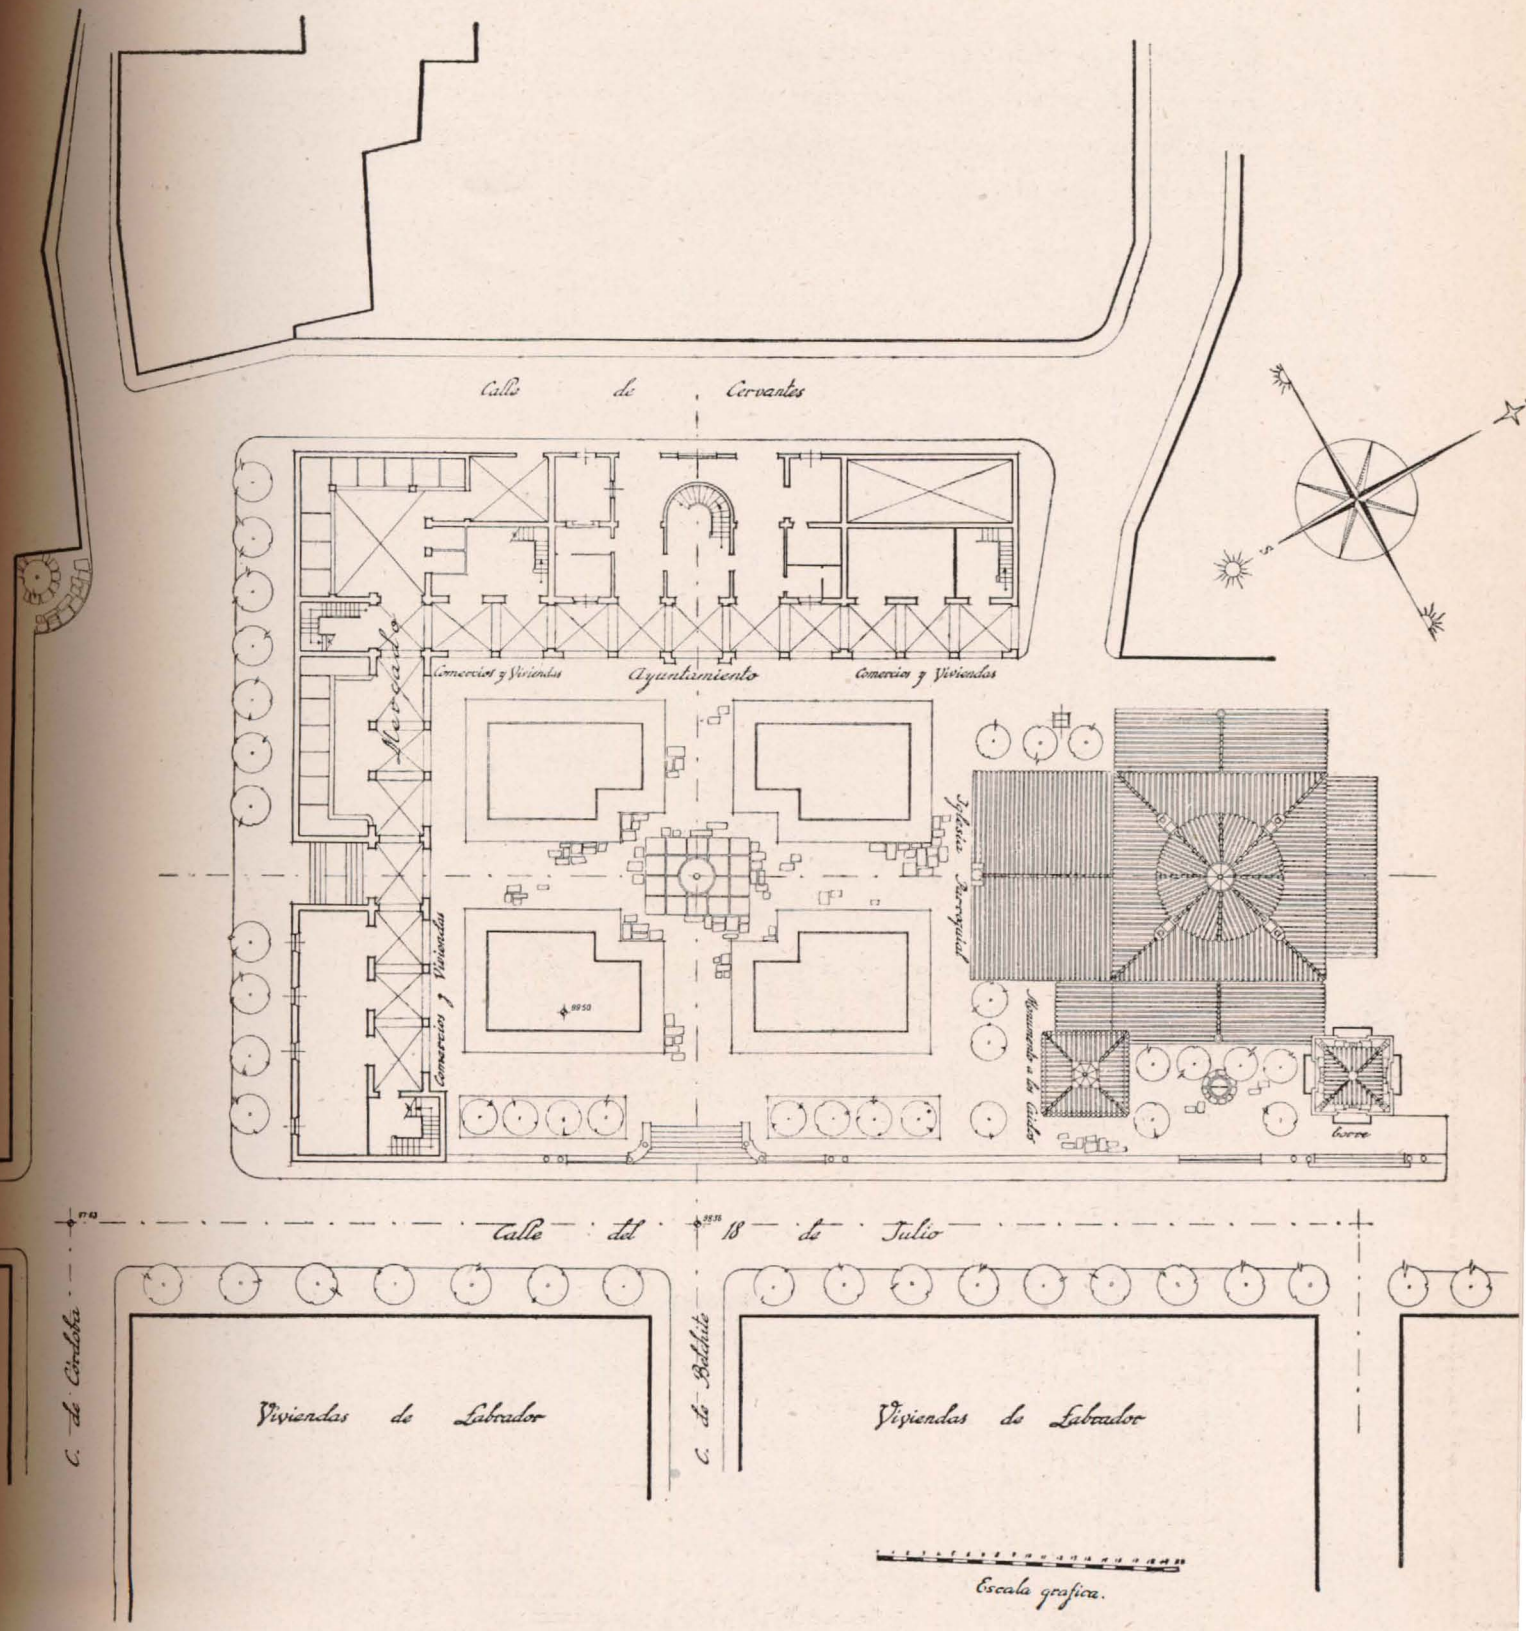 Calle de Cervantes
S
Comercios y Viviendas
Ayuntamiento
Comercios y Viviendas
Mercado
Iglesia Parroquial
Comercios y Viviendas
9950
Monumento a los Caídos
Torre
Calle del 18 de Julio
C. de Córdoba
C. de Belchite
Viviendas de Labrador
Viviendas de Labrador
Escala grafica.